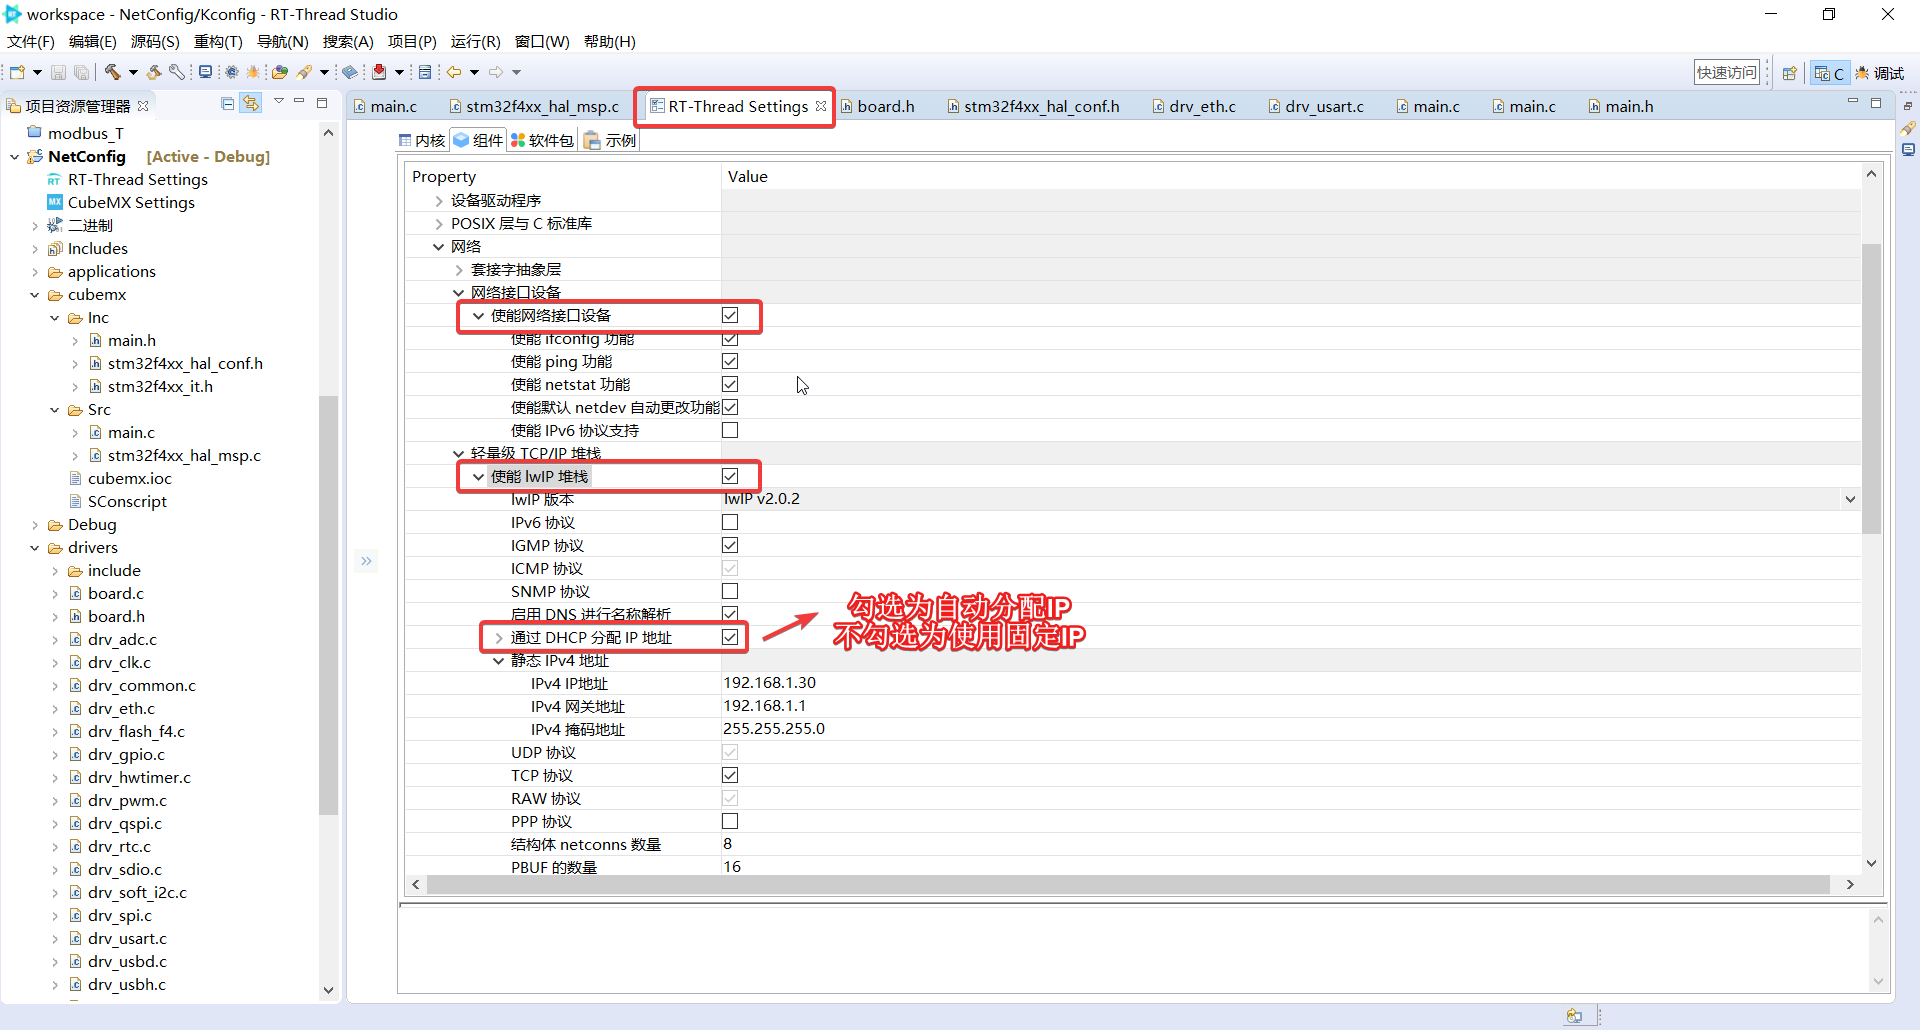 workspace - NetConfig/Kconfig - RT-Thread Studio
文件(F) 编辑(E) 源码(S) 重构(T) 导航(N) 搜索(A) 项目(P) 运行(R) 窗口(W) 帮助(H)
快速访问 C 调试
项目资源管理器
main.c stm32f4xx_hal_msp.c RT-Thread Settings board.h stm32f4xx_hal_conf.h drv_eth.c drv_usart.c main.c main.c main.h
modbus_T
NetConfig [Active - Debug]
RT-Thread Settings
CubeMX Settings
二进制
Includes
applications
cubemx
Inc
main.h
stm32f4xx_hal_conf.h
stm32f4xx_it.h
Src
main.c
stm32f4xx_hal_msp.c
cubemx.ioc
SConscript
Debug
drivers
include
board.c
board.h
drv_adc.c
drv_clk.c
drv_common.c
drv_eth.c
drv_flash_f4.c
drv_gpio.c
drv_hwtimer.c
drv_pwm.c
drv_qspi.c
drv_rtc.c
drv_sdio.c
drv_soft_i2c.c
drv_spi.c
drv_usart.c
drv_usbd.c
drv_usbh.c
内核 组件 软件包 示例
Property Value
设备驱动程序
POSIX 层与 C 标准库
网络
套接字抽象层
网络接口设备
使能网络接口设备
使能 ifconfig 功能
使能 ping 功能
使能 netstat 功能
使能默认 netdev 自动更改功能
使能 IPv6 协议支持
轻量级 TCP/IP 堆栈
使能 lwIP 堆栈
lwIP 版本 lwIP v2.0.2
IPv6 协议
IGMP 协议
ICMP 协议
SNMP 协议
启用 DNS 进行名称解析
通过 DHCP 分配 IP 地址
勾选为自动分配IP
不勾选为使用固定IP
静态 IPv4 地址
IPv4 IP地址 192.168.1.30
IPv4 网关地址 192.168.1.1
IPv4 掩码地址 255.255.255.0
UDP 协议
TCP 协议
RAW 协议
PPP 协议
结构体 netconns 数量 8
PBUF 的数量 16